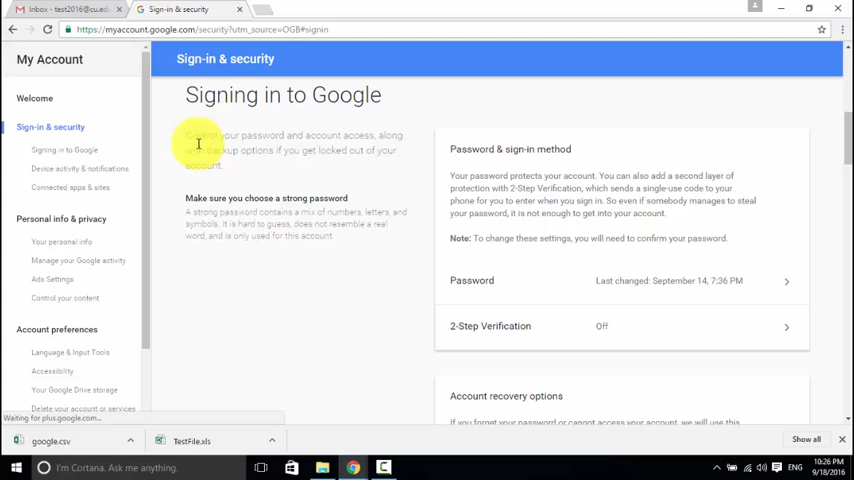 Inbox - test2016@cu.edu
Sign-in & security
https://myaccount.google.com/security?utm_source=OGB#signin
My Account
Sign-in & security
Welcome
Sign-in & security
Signing in to Google
Device activity & notifications
Connected apps & sites
Personal info & privacy
Your personal info
Manage your Google activity
Ads Settings
Control your content
Account preferences
Language & Input Tools
Accessibility
Your Google Drive storage
Delete your account or services
Waiting for plus.google.com...
Signing in to Google
Control your password and account access, along
with backup options if you get locked out of your
account.
Make sure you choose a strong password
A strong password contains a mix of numbers, letters, and
symbols. It is hard to guess, does not resemble a real
word, and is only used for this account.
Password & sign-in method
Your password protects your account. You can also add a second layer of
protection with 2-Step Verification, which sends a single-use code to your
phone for you to enter when you sign in. So even if somebody manages to steal
your password, it is not enough to get into your account.
Note: To change these settings, you will need to confirm your password.
Password Last changed: September 14, 7:36 PM
2-Step Verification Off
Account recovery options
If you forget your password or cannot access your account, we will use this
google.csv
TestFile.xls
Show all
I'm Cortana. Ask me anything.
ENG
10:26 PM
9/18/2016